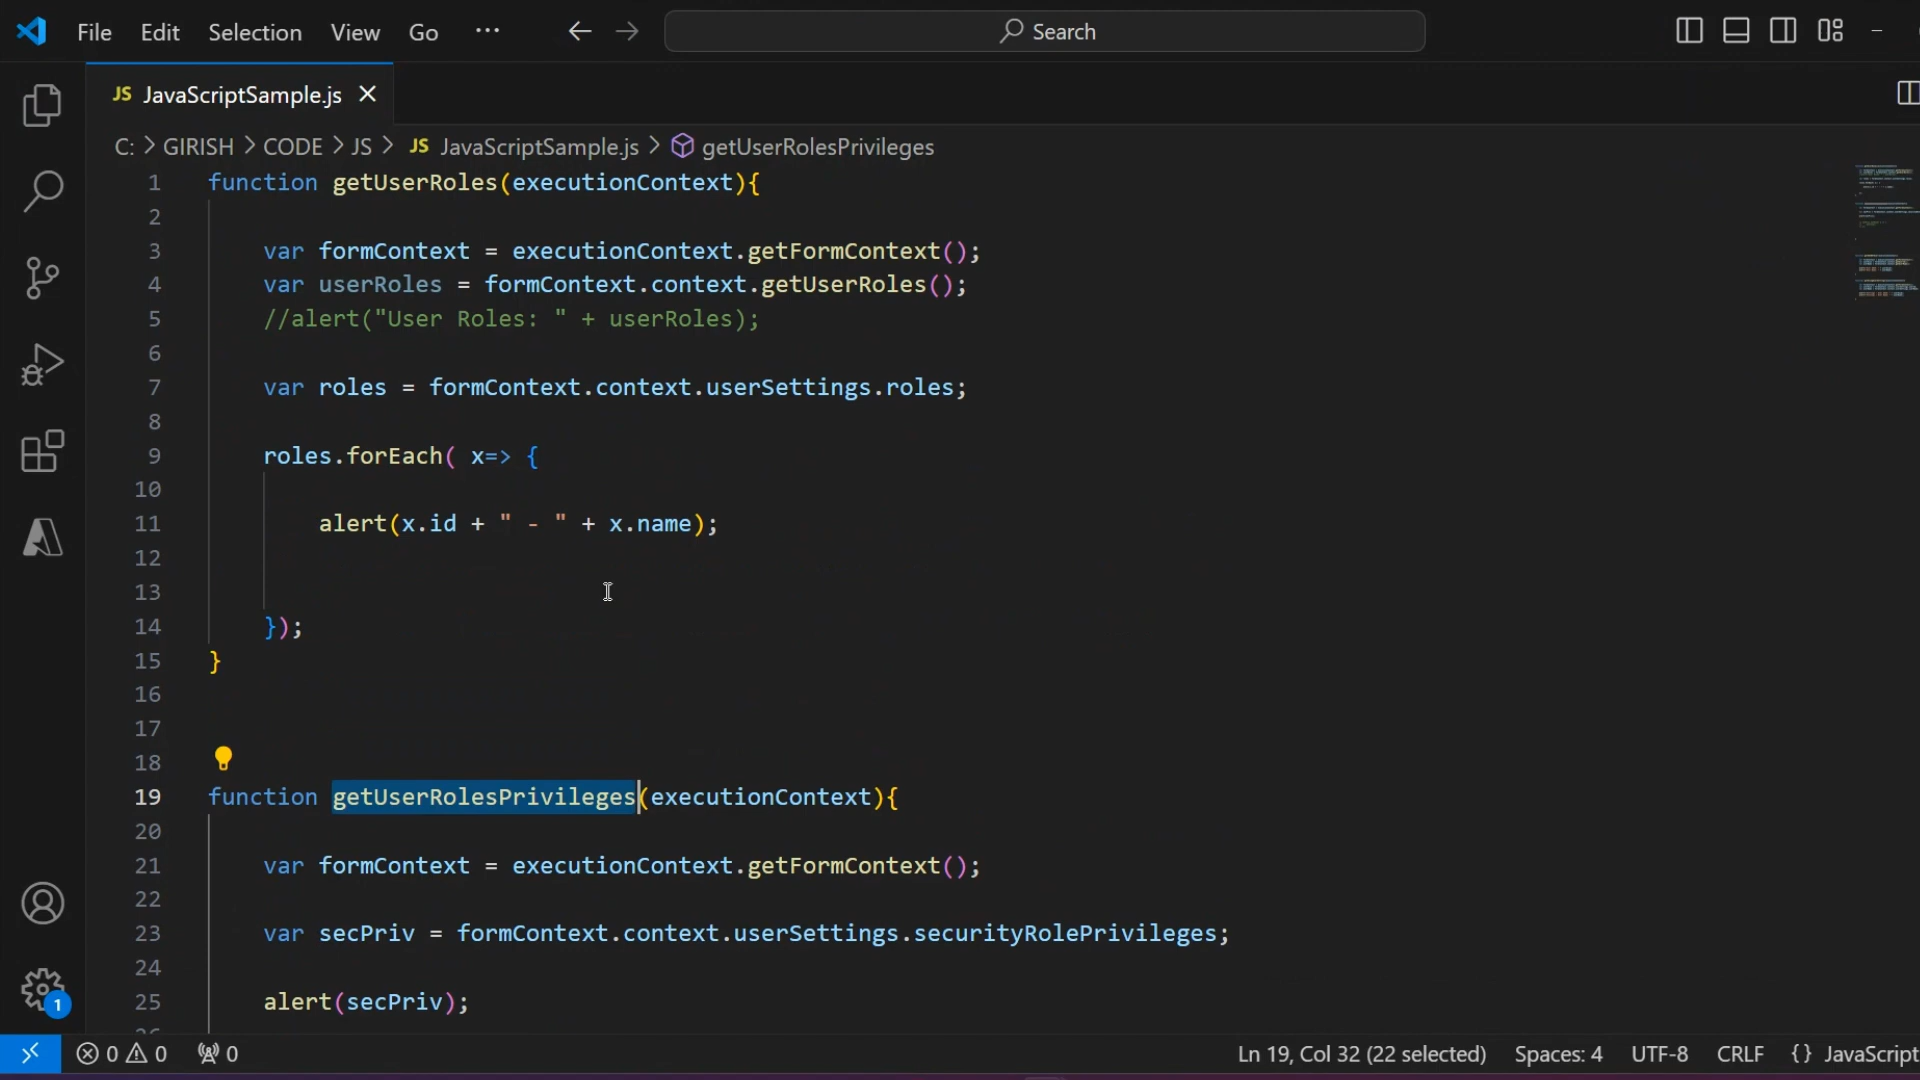 File Edit Selection View Go ··· Search
JS JavaScriptSample.js
C: > GIRISH > CODE > JS > JS JavaScriptSample.js > getUserRolesPrivileges
1 function getUserRoles(executionContext){
2
3 var formContext = executionContext.getFormContext();
4 var userRoles = formContext.context.getUserRoles();
5 //alert("User Roles: " + userRoles);
6
7 var roles = formContext.context.userSettings.roles;
8
9 roles.forEach( x=> {
10
11 alert(x.id + " - " + x.name);
12
13
14 });
15 }
16
17
18
19 function getUserRolesPrivileges(executionContext){
20
21 var formContext = executionContext.getFormContext();
22
23 var secPriv = formContext.context.userSettings.securityRolePrivileges;
24
25 alert(secPriv);
1
0 0 0 Ln 19, Col 32 (22 selected) Spaces: 4 UTF-8 CRLF {} JavaScript